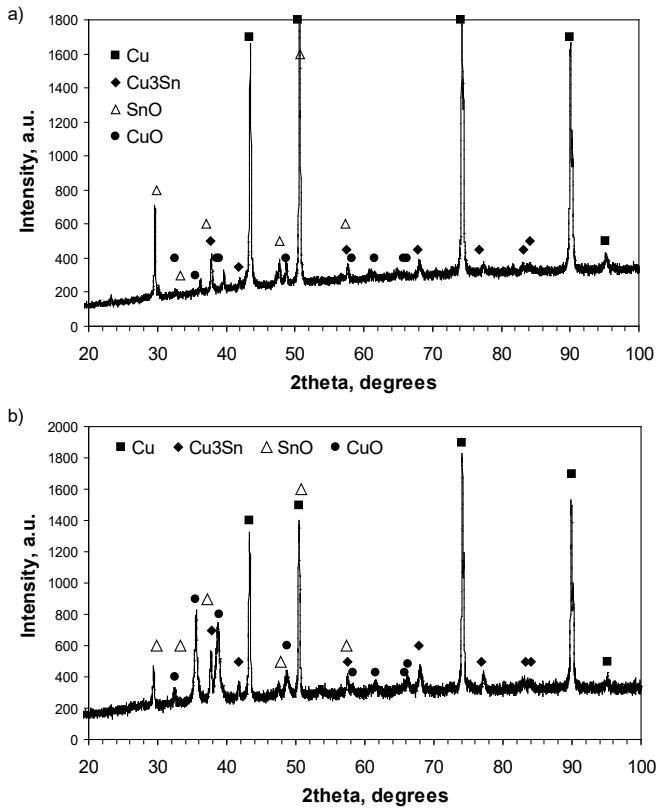 a)
1800
1600
1400
1200
1000
800
600
400
200
0
Intensity, a.u.
Cu
Cu3Sn
SnO
CuO
20 30 40 50 60 70 80 90 100
2theta, degrees
b)
2000
1800
1600
1400
1200
1000
800
600
400
200
0
Intensity, a.u.
Cu Cu3Sn SnO CuO
20 30 40 50 60 70 80 90 100
2theta, degrees